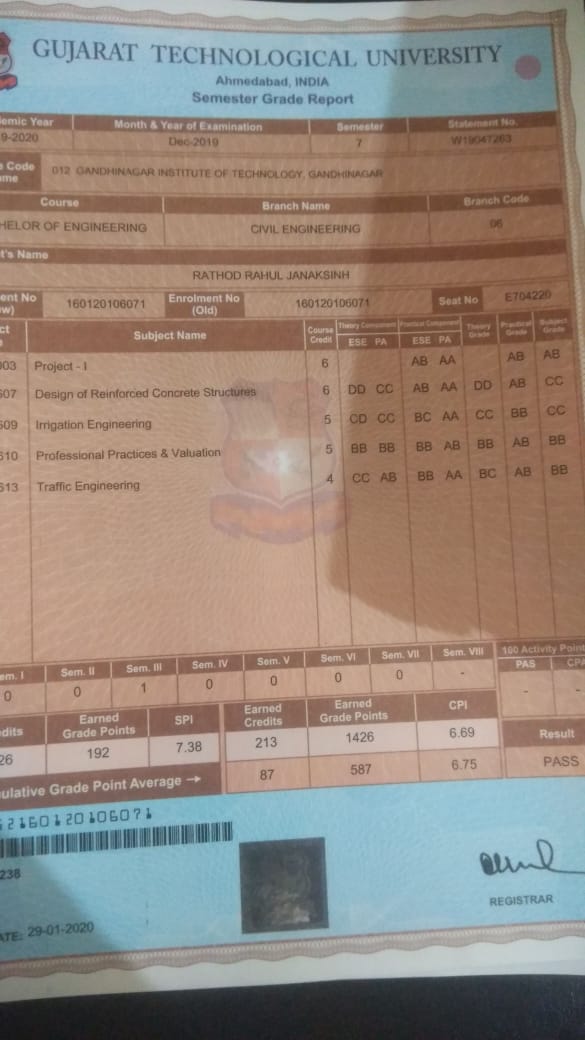 GUJARAT TECHNOLOGICAL UNIVERSITY
Ahmedabad, INDIA
Semester Grade Report
emic Year Month & Year of Examination Semester Statement No.
9-2020 Dec-2019 7 W19047263
Code
me 012 GANDHINAGAR INSTITUTE OF TECHNOLOGY, GANDHINAGAR
Course Branch Name Branch Code
HELOR OF ENGINEERING CIVIL ENGINEERING 06
t's Name
RATHOD RAHUL JANAKSINH
ent No
w) 160120106071 Enrolment No
(Old) 160120106071 Seat No E704220
ct Subject Name Course
Credit Theory Component Practical Component Theory
Grade Practical
Grade Subject
Grade
ESE PA ESE PA
003 Project - I 6 AB AA AB AB
607 Design of Reinforced Concrete Structures 6 DD CC AB AA DD AB CC
609 Irrigation Engineering 5 CD CC BC AA CC BB CC
610 Professional Practices & Valuation 5 BB BB BB AB BB AB BB
613 Traffic Engineering 4 CC AB BB AA BC AB BB
em. I Sem. II Sem. III Sem. IV Sem. V Sem. VI Sem. VII Sem. VIII 100 Activity Point
PAS CPA
0 0 1 0 0 0 0 - - -
dits Earned
Grade Points SPI Earned
Credits Earned
Grade Points CPI Result
26 192 7.38 213 1426 6.69 PASS
ulative Grade Point Average → 87 587 6.75
2160120106071
238
REGISTRAR
ATE: 29-01-2020